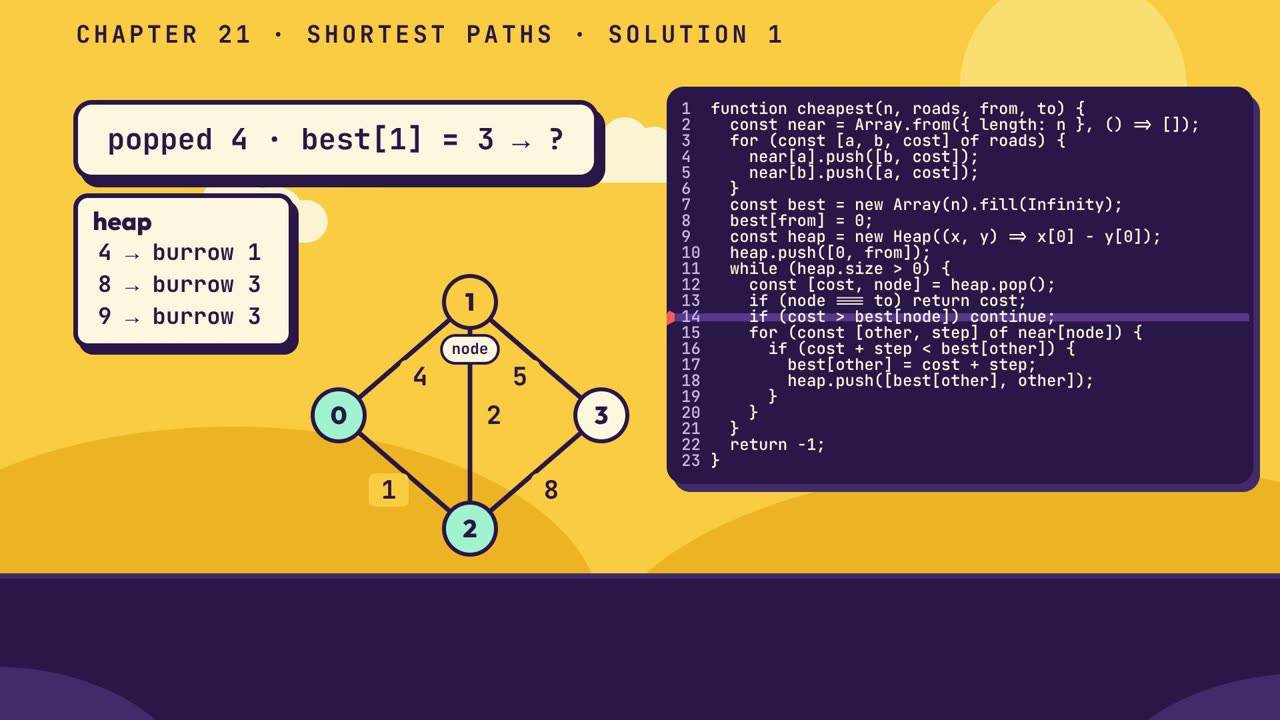 CHAPTER 21 · SHORTEST PATHS · SOLUTION 1
popped 4 · best[1] = 3 → ?
heap
4 → burrow 1
8 → burrow 3
9 → burrow 3
1
node
4
5
0
2
3
1
8
2
1 function cheapest(n, roads, from, to) {
2 const near = Array.from({ length: n }, () => []);
3 for (const [a, b, cost] of roads) {
4 near[a].push([b, cost]);
5 near[b].push([a, cost]);
6 }
7 const best = new Array(n).fill(Infinity);
8 best[from] = 0;
9 const heap = new Heap((x, y) => x[0] - y[0]);
10 heap.push([0, from]);
11 while (heap.size > 0) {
12 const [cost, node] = heap.pop();
13 if (node === to) return cost;
14 if (cost > best[node]) continue;
15 for (const [other, step] of near[node]) {
16 if (cost + step < best[other]) {
17 best[other] = cost + step;
18 heap.push([best[other], other]);
19 }
20 }
21 }
22 return -1;
23 }